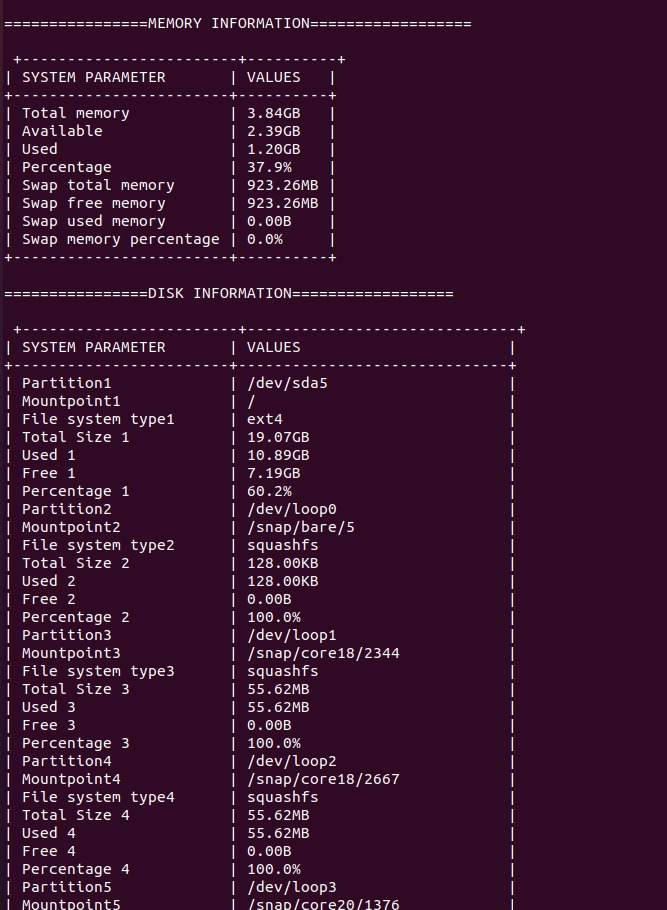 ================MEMORY INFORMATION==================
 +------------------------+----------+
| SYSTEM PARAMETER       | VALUES   |
+------------------------+----------+
| Total memory           | 3.84GB   |
| Available              | 2.39GB   |
| Used                   | 1.20GB   |
| Percentage             | 37.9%    |
| Swap total memory      | 923.26MB |
| Swap free memory       | 923.26MB |
| Swap used memory       | 0.00B    |
| Swap memory percentage | 0.0%     |
+------------------------+----------+
================DISK INFORMATION==================
 +------------------------+------------------------------+
| SYSTEM PARAMETER       | VALUES                       |
+------------------------+------------------------------+
| Partition1             | /dev/sda5                    |
| Mountpoint1            | /                            |
| File system type1      | ext4                         |
| Total Size 1           | 19.07GB                      |
| Used 1                 | 10.89GB                      |
| Free 1                 | 7.19GB                       |
| Percentage 1           | 60.2%                        |
| Partition2             | /dev/loop0                   |
| Mountpoint2            | /snap/bare/5                 |
| File system type2      | squashfs                     |
| Total Size 2           | 128.00KB                     |
| Used 2                 | 128.00KB                     |
| Free 2                 | 0.00B                        |
| Percentage 2           | 100.0%                       |
| Partition3             | /dev/loop1                   |
| Mountpoint3            | /snap/core18/2344            |
| File system type3      | squashfs                     |
| Total Size 3           | 55.62MB                      |
| Used 3                 | 55.62MB                      |
| Free 3                 | 0.00B                        |
| Percentage 3           | 100.0%                       |
| Partition4             | /dev/loop2                   |
| Mountpoint4            | /snap/core18/2667            |
| File system type4      | squashfs                     |
| Total Size 4           | 55.62MB                      |
| Used 4                 | 55.62MB                      |
| Free 4                 | 0.00B                        |
| Percentage 4           | 100.0%                       |
| Partition5             | /dev/loop3                   |
| Mountpoint5            | /snap/core20/1376            |